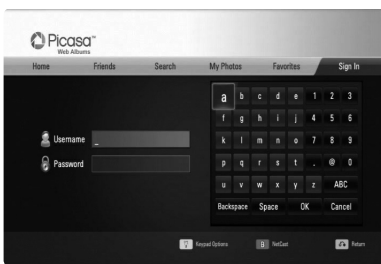 Picasa™
Web Albums
Home Friends Search My Photos Favorites Sign In
a b c d e 1 2 3
f g h i j 4 5 6
Username _
k l m n o 7 8 9
Password
p q r s t . @ 0
u v w x y z ABC
Backspace Space OK Cancel
Keypad Options B NetCast Return